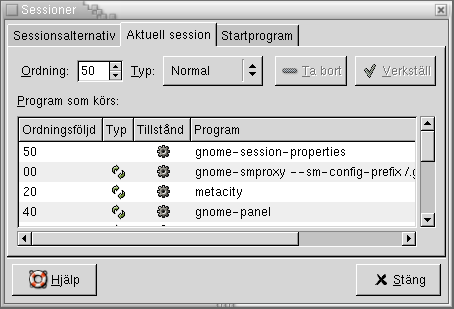 Sessioner
Sessionsalternativ Aktuell session Startprogram
Ordning: 50 Typ: Normal Ta bort Verkställ
Program som körs:
Ordningsföljd Typ Tillstånd Program
50 gnome-session-properties
00 gnome-smproxy --sm-config-prefix /.g
20 metacity
40 gnome-panel
Hjälp Stäng